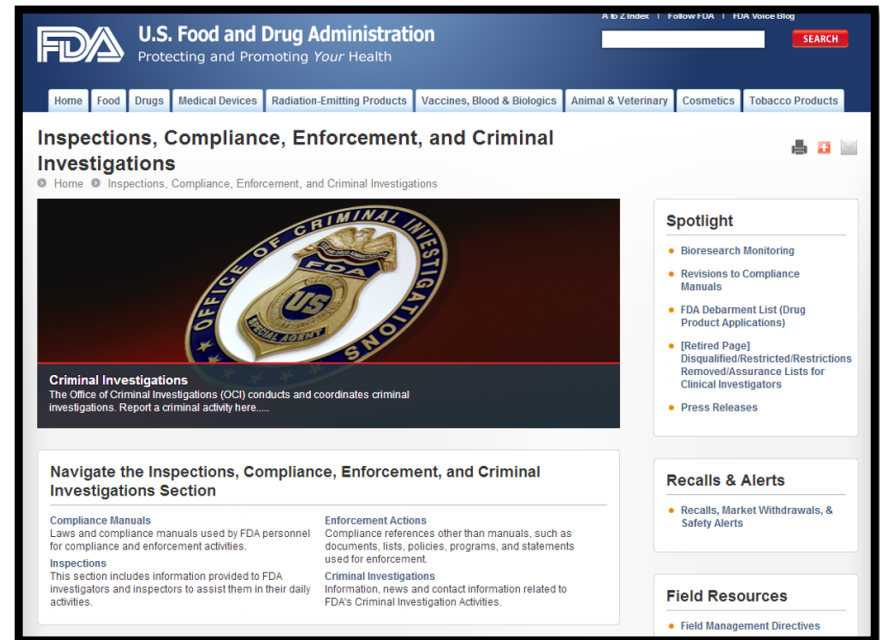 A to Z Index | Follow FDA | FDA Voice Blog
FDA U.S. Food and Drug Administration
Protecting and Promoting Your Health
SEARCH
Home Food Drugs Medical Devices Radiation-Emitting Products Vaccines, Blood & Biologics Animal & Veterinary Cosmetics Tobacco Products
Inspections, Compliance, Enforcement, and Criminal
Investigations
Home Inspections, Compliance, Enforcement, and Criminal Investigations
OFFICE OF CRIMINAL INVESTIGATIONS
FDA
US
SPECIAL AGENT
Criminal Investigations
The Office of Criminal Investigations (OCI) conducts and coordinates criminal
investigations. Report a criminal activity here.....
Navigate the Inspections, Compliance, Enforcement, and Criminal
Investigations Section
Compliance Manuals
Laws and compliance manuals used by FDA personnel
for compliance and enforcement activities.
Inspections
This section includes information provided to FDA
investigators and inspectors to assist them in their daily
activities.
Enforcement Actions
Compliance references other than manuals, such as
documents, lists, policies, programs, and statements
used for enforcement.
Criminal Investigations
Information, news and contact information related to
FDA's Criminal Investigation Activities.
Spotlight
Bioresearch Monitoring
Revisions to Compliance
Manuals
FDA Debarment List (Drug
Product Applications)
[Retired Page]
Disqualified/Restricted/Restrictions
Removed/Assurance Lists for
Clinical Investigators
Press Releases
Recalls & Alerts
Recalls, Market Withdrawals, &
Safety Alerts
Field Resources
Field Management Directives